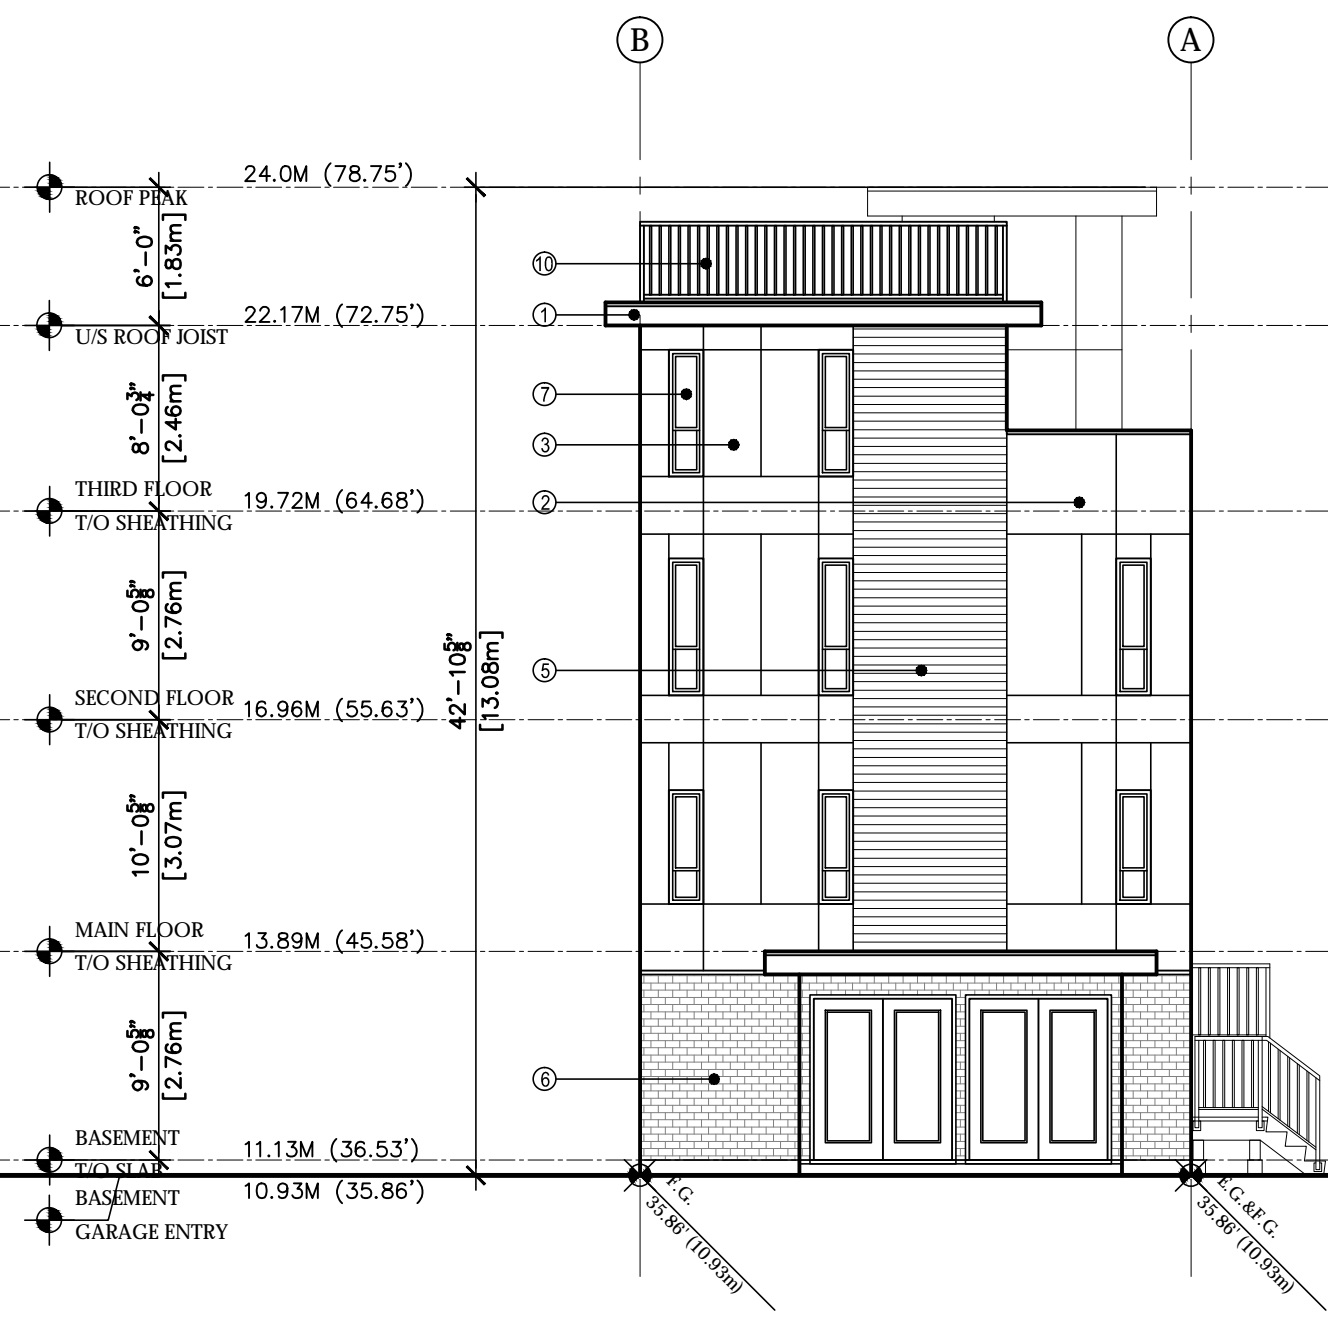 B
A
24.0M (78.75')
ROOF PEAK
6'-0"
[1.83m]
10
22.17M (72.75')
1
U/S ROOF JOIST
8'-0¾"
[2.46m]
7
3
THIRD FLOOR
19.72M (64.68')
2
T/O SHEATHING
9'-0⅝"
[2.76m]
42'-10⅝"
[13.08m]
5
SECOND FLOOR
16.96M (55.63')
T/O SHEATHING
10'-0⅝"
[3.07m]
MAIN FLOOR
13.89M (45.58')
T/O SHEATHING
9'-0⅝"
[2.76m]
6
BASEMENT
11.13M (36.53')
T/O SLAB
10.93M (35.86')
BASEMENT
GARAGE ENTRY
F.G.
35.86' (10.93m)
E.G.&F.G.
35.86' (10.93m)